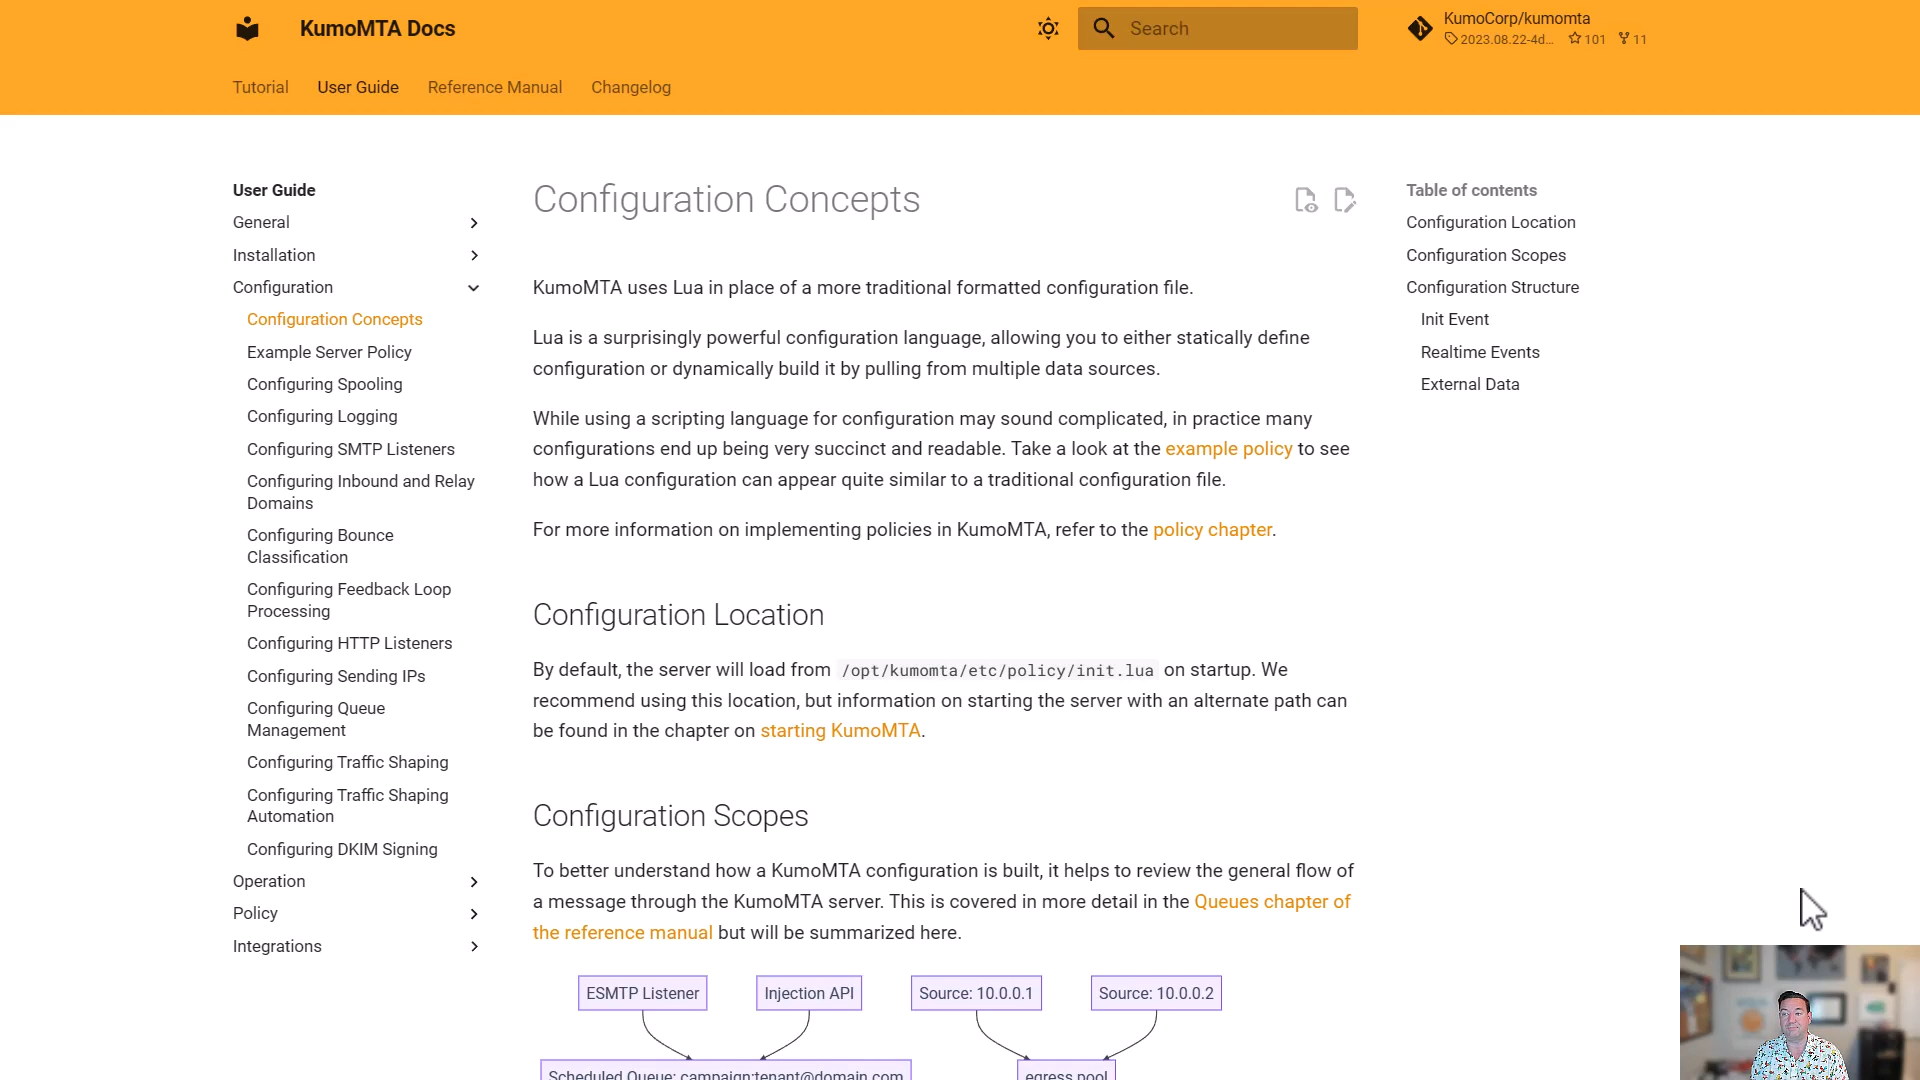 KumoMTA Docs
Search
KumoCorp/kumomta
2023.08.22-4d... 101 11
Tutorial User Guide Reference Manual Changelog
User Guide
General
Installation
Configuration
Configuration Concepts
Example Server Policy
Configuring Spooling
Configuring Logging
Configuring SMTP Listeners
Configuring Inbound and Relay
Domains
Configuring Bounce
Classification
Configuring Feedback Loop
Processing
Configuring HTTP Listeners
Configuring Sending IPs
Configuring Queue
Management
Configuring Traffic Shaping
Configuring Traffic Shaping
Automation
Configuring DKIM Signing
Operation
Policy
Integrations
Configuration Concepts
KumoMTA uses Lua in place of a more traditional formatted configuration file.
Lua is a surprisingly powerful configuration language, allowing you to either statically define
configuration or dynamically build it by pulling from multiple data sources.
While using a scripting language for configuration may sound complicated, in practice many
configurations end up being very succinct and readable. Take a look at the example policy to see
how a Lua configuration can appear quite similar to a traditional configuration file.
For more information on implementing policies in KumoMTA, refer to the policy chapter.
Configuration Location
By default, the server will load from /opt/kumomta/etc/policy/init.lua on startup. We
recommend using this location, but information on starting the server with an alternate path can
be found in the chapter on starting KumoMTA.
Configuration Scopes
To better understand how a KumoMTA configuration is built, it helps to review the general flow of
a message through the KumoMTA server. This is covered in more detail in the Queues chapter of
the reference manual but will be summarized here.
ESMTP Listener Injection API Source: 10.0.0.1 Source: 10.0.0.2
Scheduled Queue: campaign:tenant@domain.com egress pool
Table of contents
Configuration Location
Configuration Scopes
Configuration Structure
Init Event
Realtime Events
External Data